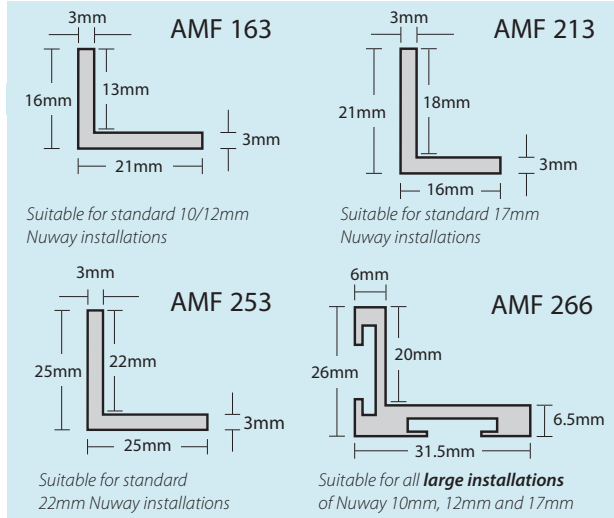 3mm
AMF 163
16mm
13mm
3mm
21mm
Suitable for standard 10/12mm
Nuway installations
3mm
AMF 213
21mm
18mm
3mm
16mm
Suitable for standard 17mm
Nuway installations
3mm
AMF 253
25mm
22mm
3mm
25mm
Suitable for standard
22mm Nuway installations
6mm
AMF 266
26mm
20mm
6.5mm
31.5mm
Suitable for all large installations
of Nuway 10mm, 12mm and 17mm